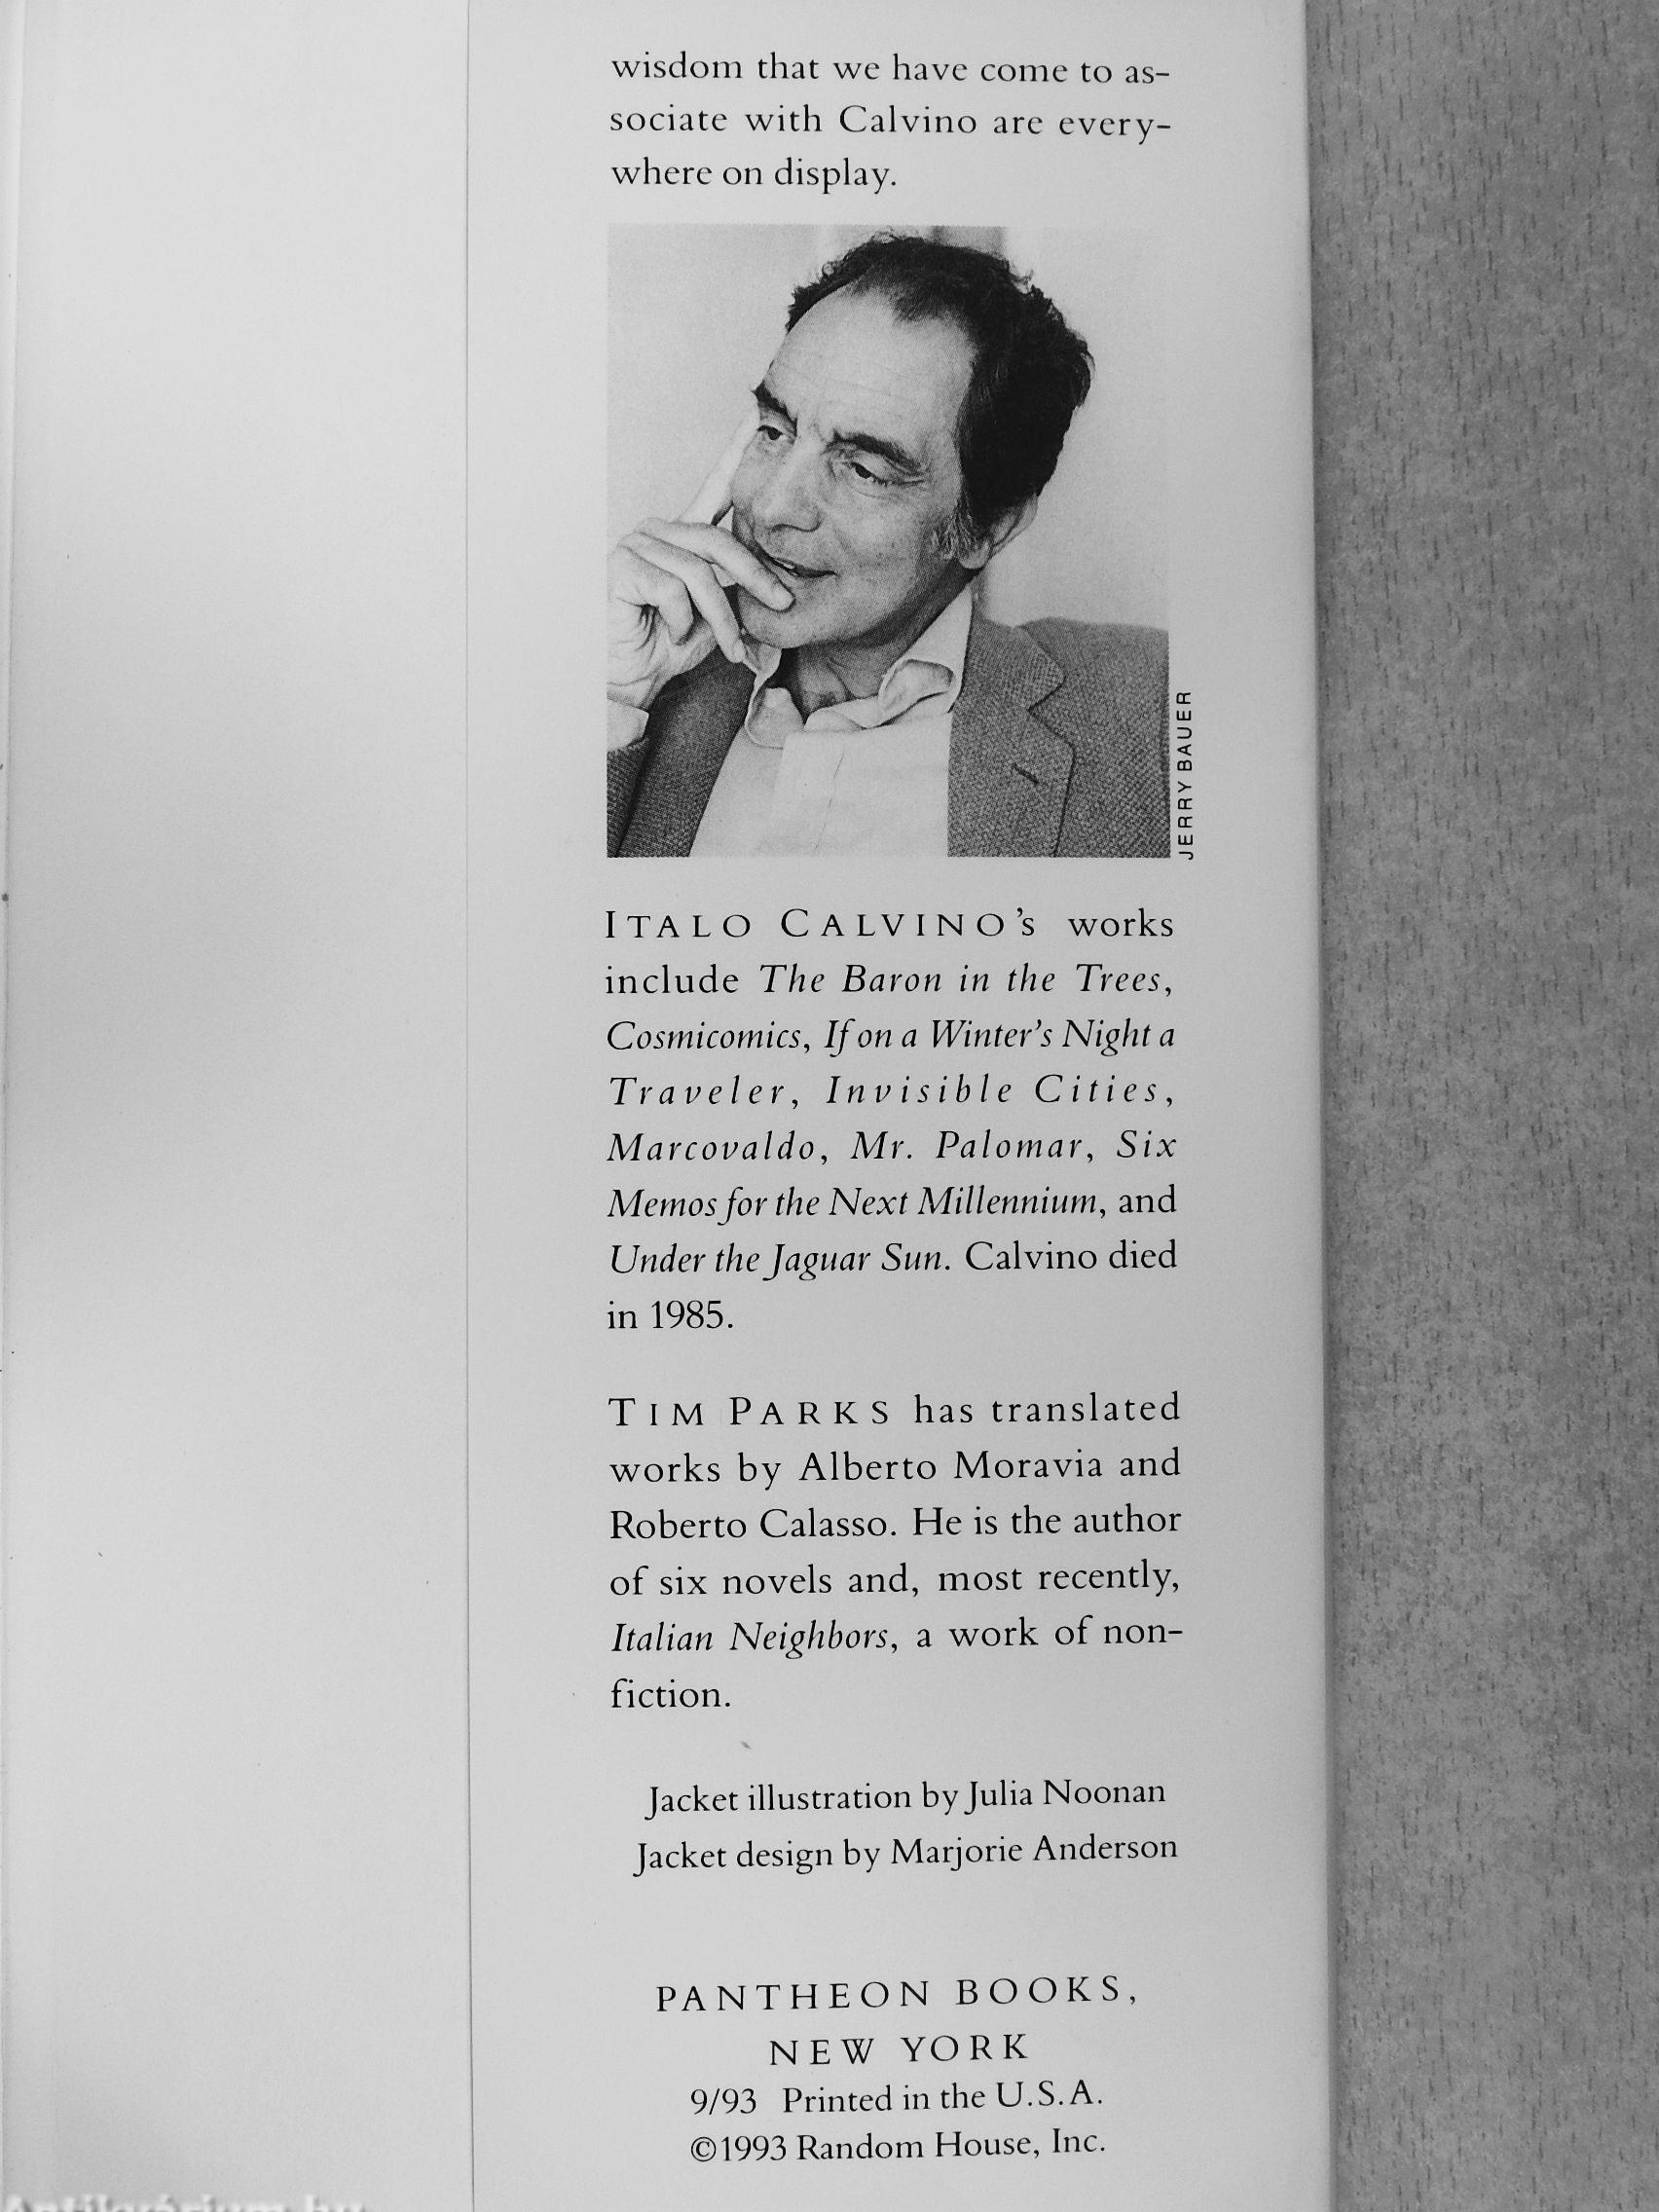 wisdom that we have come to as-
sociate with Calvino are every-
where on display.
JERRY BAUER
ITALO CALVINO's works
include The Baron in the Trees,
Cosmicomics, If on a Winter's Night a
Traveler, Invisible Cities,
Marcovaldo, Mr. Palomar, Six
Memos for the Next Millennium, and
Under the Jaguar Sun. Calvino died
in 1985.
TIM PARKS has translated
works by Alberto Moravia and
Roberto Calasso. He is the author
of six novels and, most recently,
Italian Neighbors, a work of non-
fiction.
Jacket illustration by Julia Noonan
Jacket design by Marjorie Anderson
PANTHEON BOOKS,
NEW YORK
9/93 Printed in the U.S.A.
©1993 Random House, Inc.